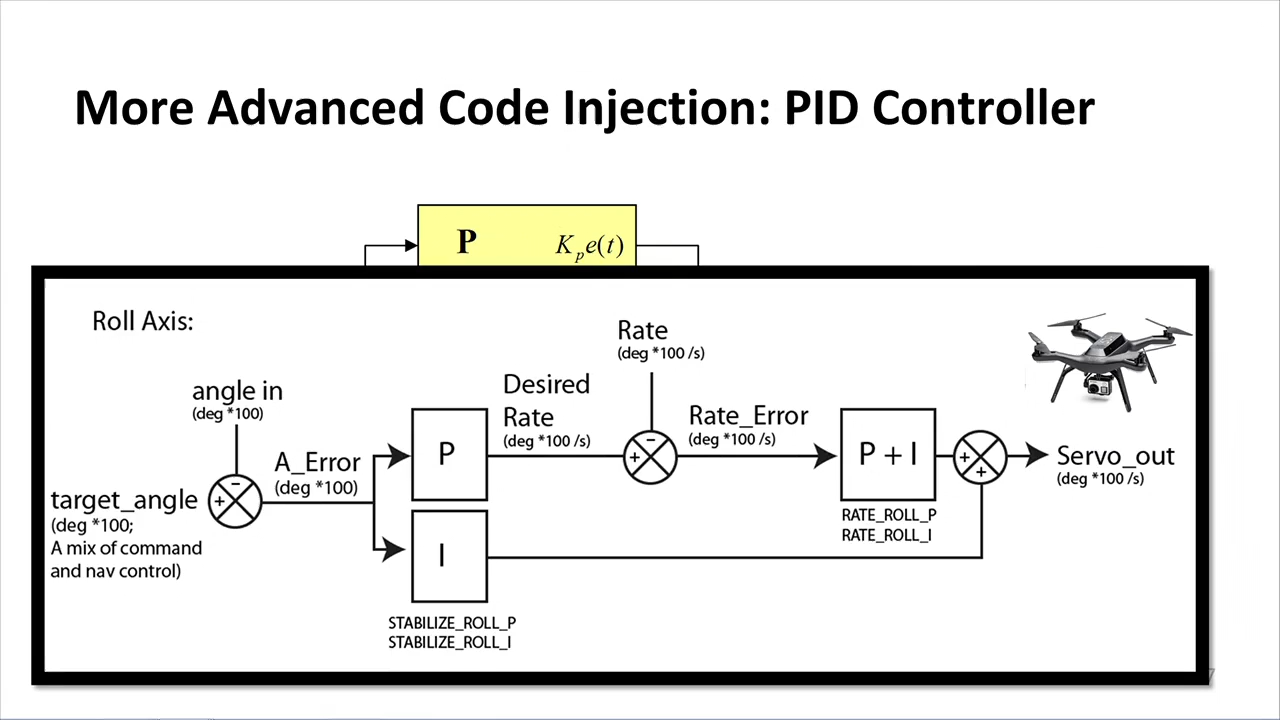 More Advanced Code Injection: PID Controller
P K_p e(t)
Roll Axis:
Rate
(deg *100 /s)
angle in
(deg *100)
Desired
Rate
(deg *100 /s)
Rate_Error
(deg *100 /s)
A_Error
(deg *100)
P
P + I
Servo_out
(deg *100 /s)
target_angle
(deg *100;
A mix of command
and nav control)
+
−
+
−
+
+
RATE_ROLL_P
RATE_ROLL_I
I
STABILIZE_ROLL_P
STABILIZE_ROLL_I
7